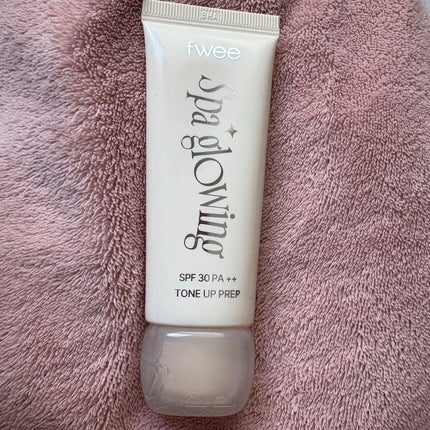 fwee
Spa glowing
SPF 30 PA ++
TONE UP PREP